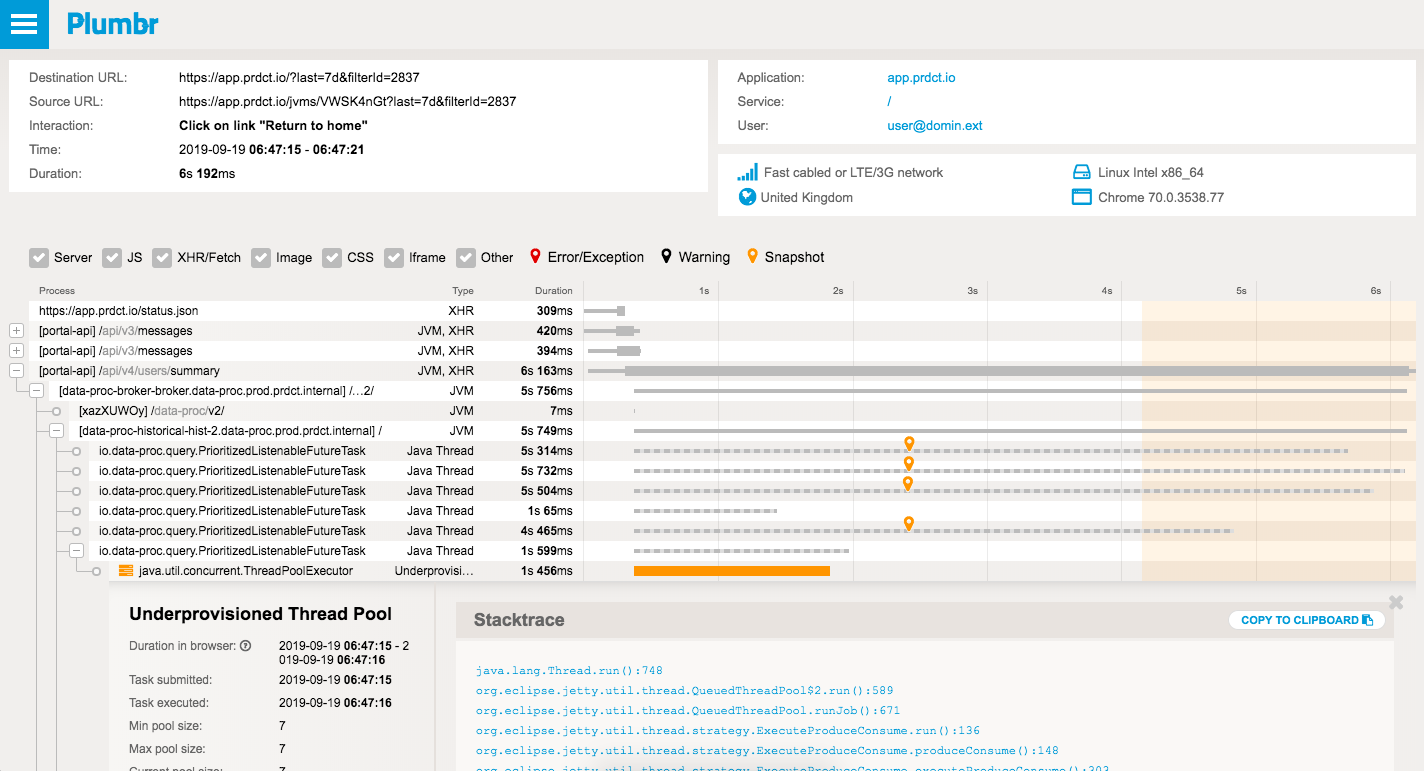 Plumbr
Destination URL: https://app.prdct.io/?last=7d&filterId=2837
Source URL: https://app.prdct.io/jvms/VWSK4nGt?last=7d&filterId=2837
Interaction: Click on link "Return to home"
Time: 2019-09-19 06:47:15 - 06:47:21
Duration: 6s 192ms
Application: app.prdct.io
Service: /
User: user@domin.ext
Fast cabled or LTE/3G network
Linux Intel x86_64
United Kingdom
Chrome 70.0.3538.77
Server JS XHR/Fetch Image CSS Iframe Other Error/Exception Warning Snapshot
Process Type Duration 1s 2s 3s 4s 5s 6s
https://app.prdct.io/status.json XHR 309ms
[portal-api] /api/v3/messages JVM, XHR 420ms
[portal-api] /api/v3/messages JVM, XHR 394ms
[portal-api] /api/v4/users/summary JVM, XHR 6s 163ms
[data-proc-broker-broker.data-proc.prod.prdct.internal] /…2/ JVM 5s 756ms
[xazXUWOy] /data-proc/v2/ JVM 7ms
[data-proc-historical-hist-2.data-proc.prod.prdct.internal] / JVM 5s 749ms
io.data-proc.query.PrioritizedListenableFutureTask Java Thread 5s 314ms
io.data-proc.query.PrioritizedListenableFutureTask Java Thread 5s 732ms
io.data-proc.query.PrioritizedListenableFutureTask Java Thread 5s 504ms
io.data-proc.query.PrioritizedListenableFutureTask Java Thread 1s 65ms
io.data-proc.query.PrioritizedListenableFutureTask Java Thread 4s 465ms
io.data-proc.query.PrioritizedListenableFutureTask Java Thread 1s 599ms
java.util.concurrent.ThreadPoolExecutor Underprovisi… 1s 456ms
Underprovisioned Thread Pool
Duration in browser: 2019-09-19 06:47:15 - 2
019-09-19 06:47:16
Task submitted: 2019-09-19 06:47:15
Task executed: 2019-09-19 06:47:16
Min pool size: 7
Max pool size: 7
Current pool size: 7
Stacktrace
COPY TO CLIPBOARD
java.lang.Thread.run():748
org.eclipse.jetty.util.thread.QueuedThreadPool$2.run():589
org.eclipse.jetty.util.thread.QueuedThreadPool.runJob():671
org.eclipse.jetty.util.thread.strategy.ExecuteProduceConsume.run():136
org.eclipse.jetty.util.thread.strategy.ExecuteProduceConsume.produceConsume():148
org.eclipse.jetty.util.thread.strategy.ExecuteProduceConsume.executeProduceConsume():303